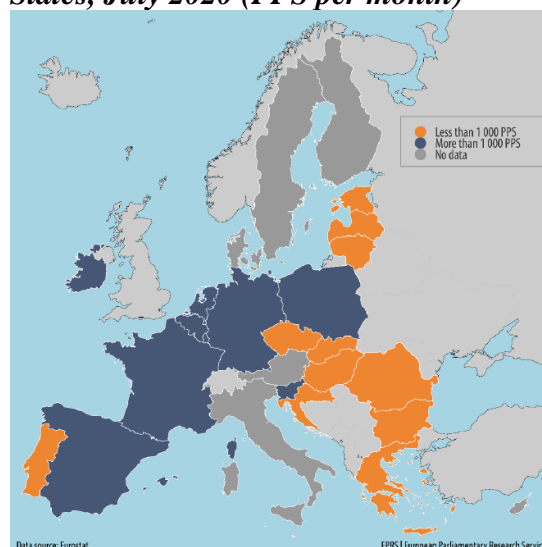 States, July 2020 (PPS per month)
Less than 1 000 PPS
More than 1 000 PPS
No data
Data source: Eurostat
EPRS | European Parliamentary Research Servic